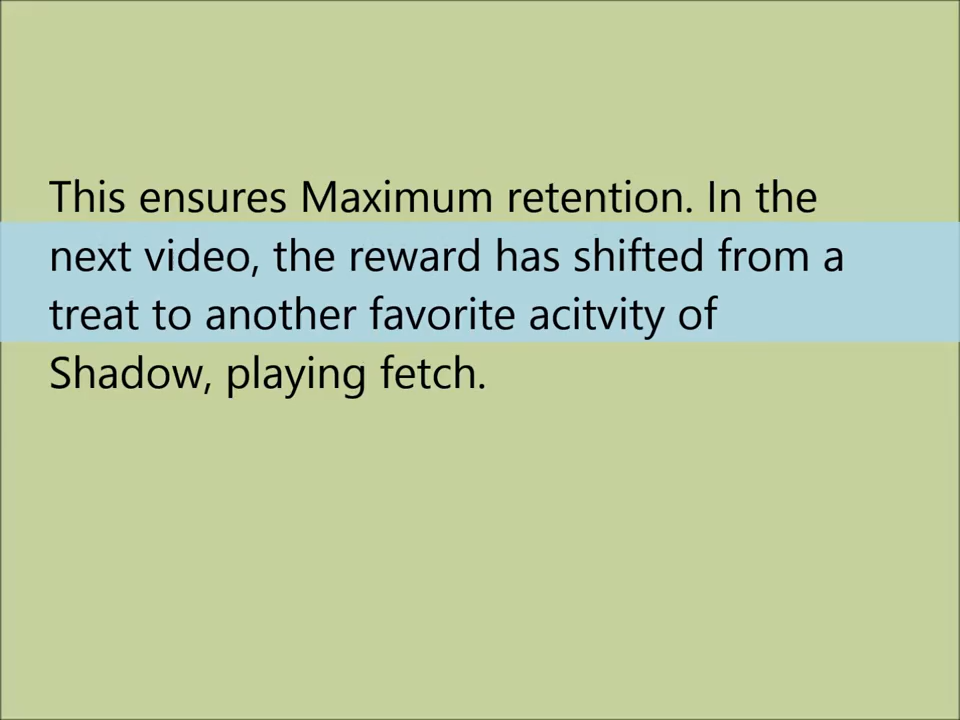 This ensures Maximum retention. In the
next video, the reward has shifted from a
treat to another favorite acitvity of
Shadow, playing fetch.